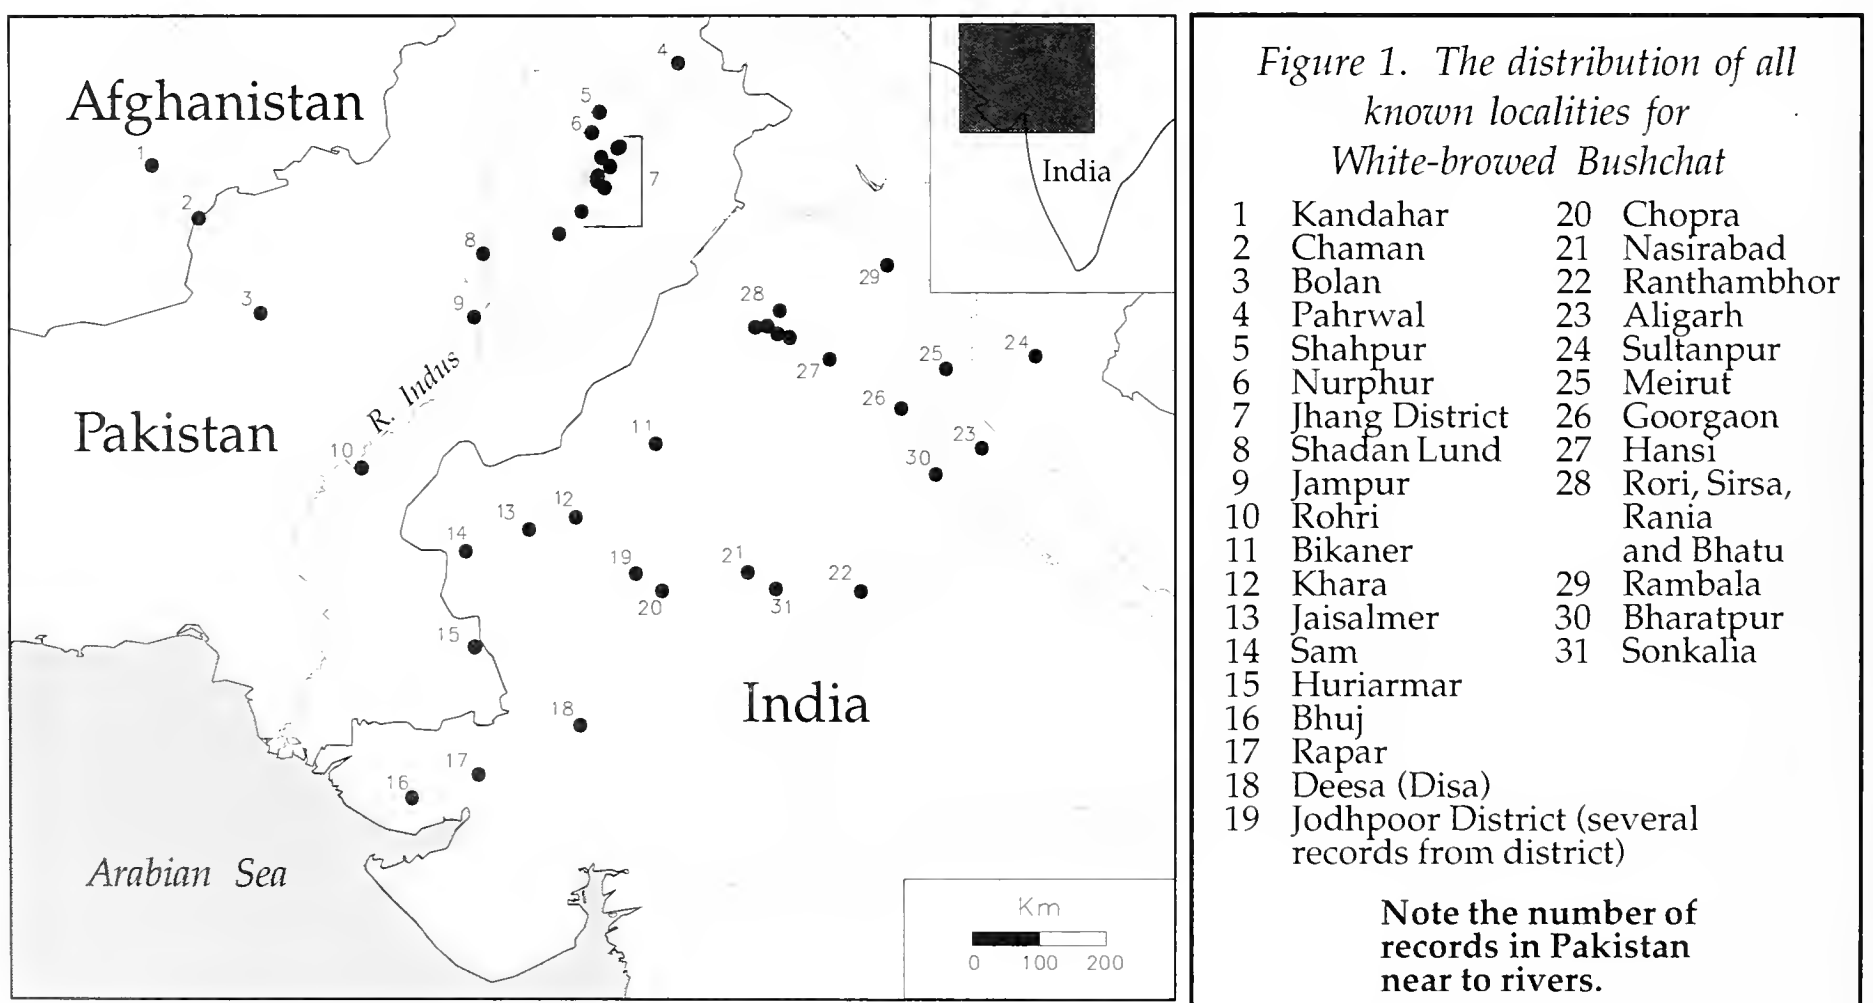 Afghanistan
Pakistan
R. Indus
India
Arabian Sea
India
1
2
3
4
5
6
7
8
9
10
11
12
13
14
15
16
17
18
19
20
21
22
23
24
25
26
27
28
29
30
31
Km
0 100 200
Figure 1. The distribution of all
known localities for
White-browed Bushchat
1 Kandahar
2 Chaman
3 Bolan
4 Pahrwal
5 Shahpur
6 Nurphur
7 Jhang District
8 Shadan Lund
9 Jampur
10 Rohri
11 Bikaner
12 Khara
13 Jaisalmer
14 Sam
15 Huriarmar
16 Bhuj
17 Rapar
18 Deesa (Disa)
19 Jodhpoor District (several
records from district)
20 Chopra
21 Nasirabad
22 Ranthambhor
23 Aligarh
24 Sultanpur
25 Meirut
26 Goorgaon
27 Hansi
28 Rori, Sirsa,
Rania
and Bhatu
29 Rambala
30 Bharatpur
31 Sonkalia
Note the number of
records in Pakistan
near to rivers.